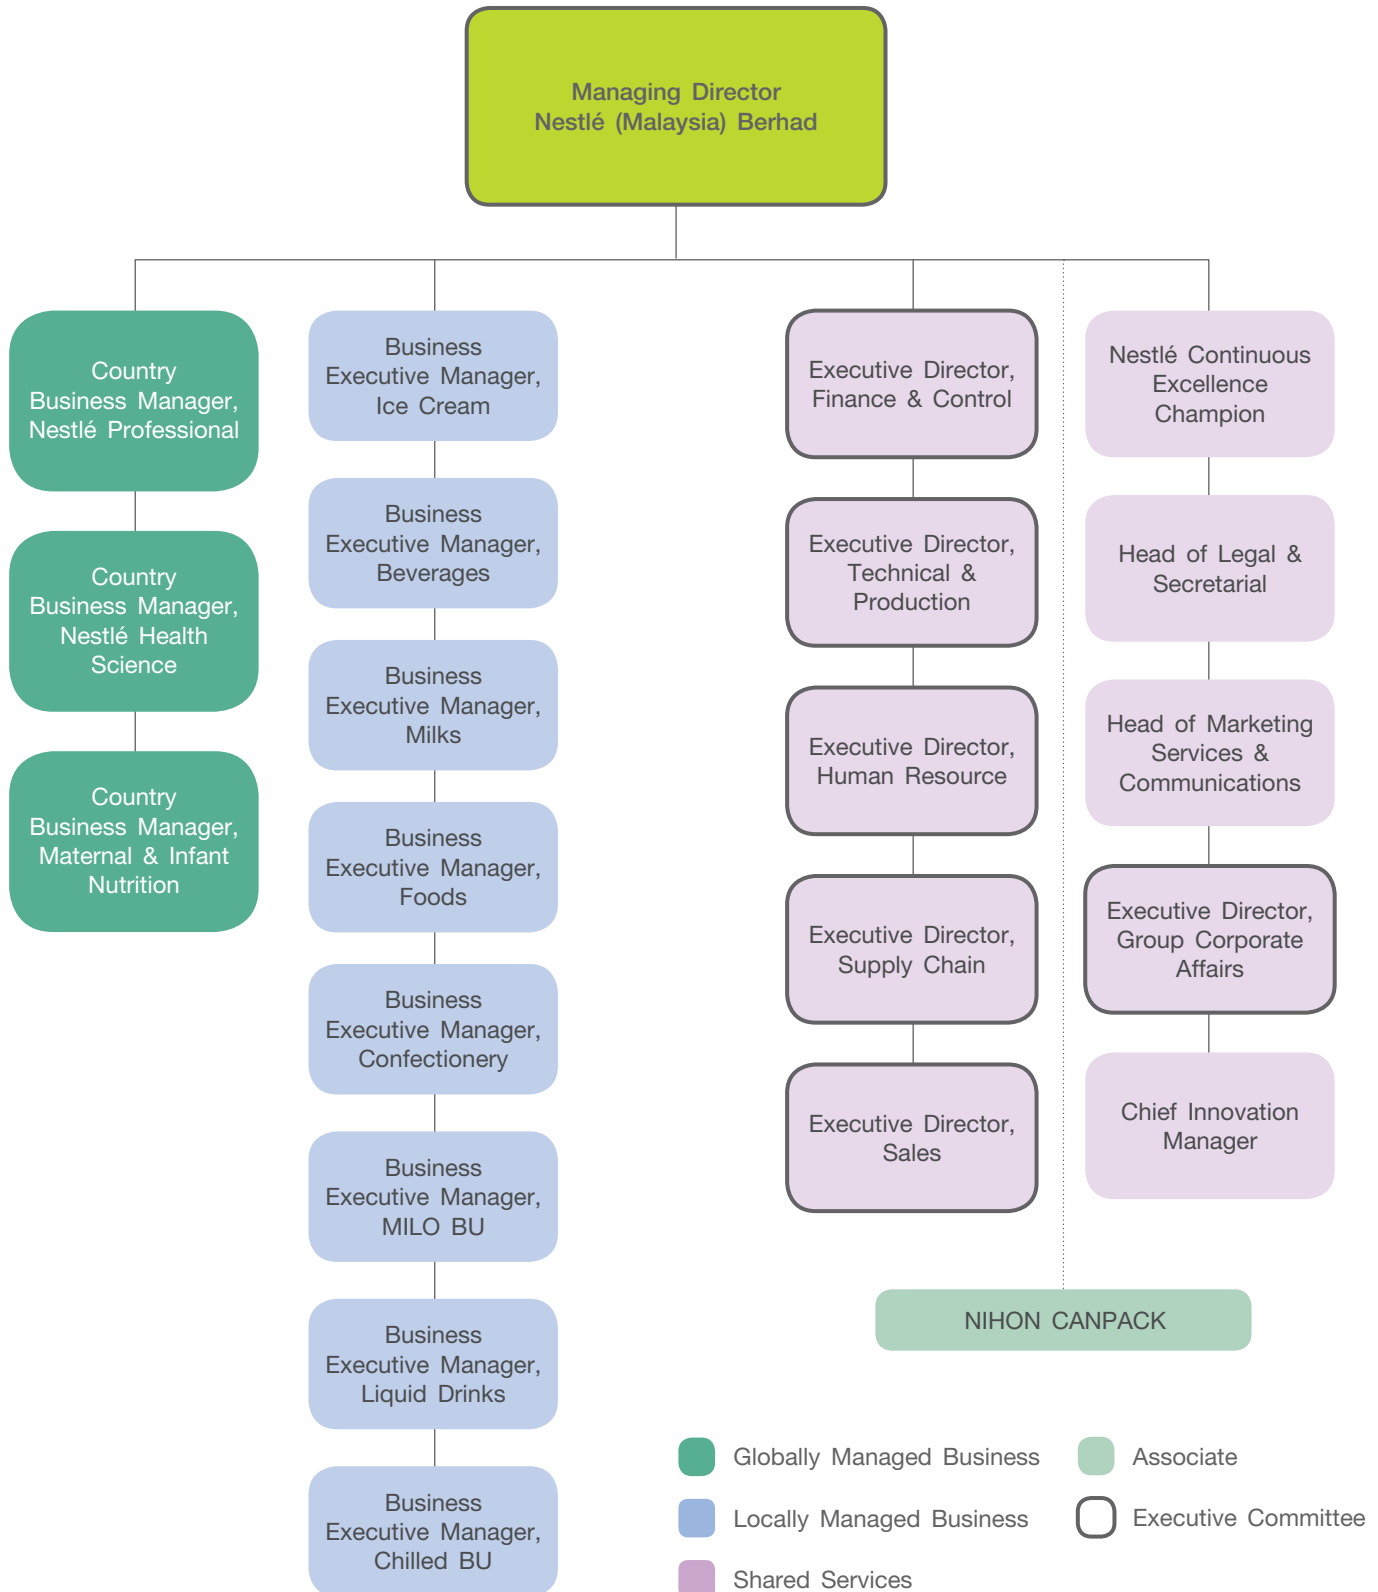 Managing Director
Nestlé (Malaysia) Berhad
Country
Business Manager,
Nestlé Professional
Country
Business Manager,
Nestlé Health
Science
Country
Business Manager,
Maternal & Infant
Nutrition
Business
Executive Manager,
Ice Cream
Business
Executive Manager,
Beverages
Business
Executive Manager,
Milks
Business
Executive Manager,
Foods
Business
Executive Manager,
Confectionery
Business
Executive Manager,
MILO BU
Business
Executive Manager,
Liquid Drinks
Business
Executive Manager,
Chilled BU
Executive Director,
Finance & Control
Executive Director,
Technical &
Production
Executive Director,
Human Resource
Executive Director,
Supply Chain
Executive Director,
Sales
Nestlé Continuous
Excellence
Champion
Head of Legal &
Secretarial
Head of Marketing
Services &
Communications
Executive Director,
Group Corporate
Affairs
Chief Innovation
Manager
NIHON CANPACK
Globally Managed Business
Locally Managed Business
Shared Services
Associate
Executive Committee